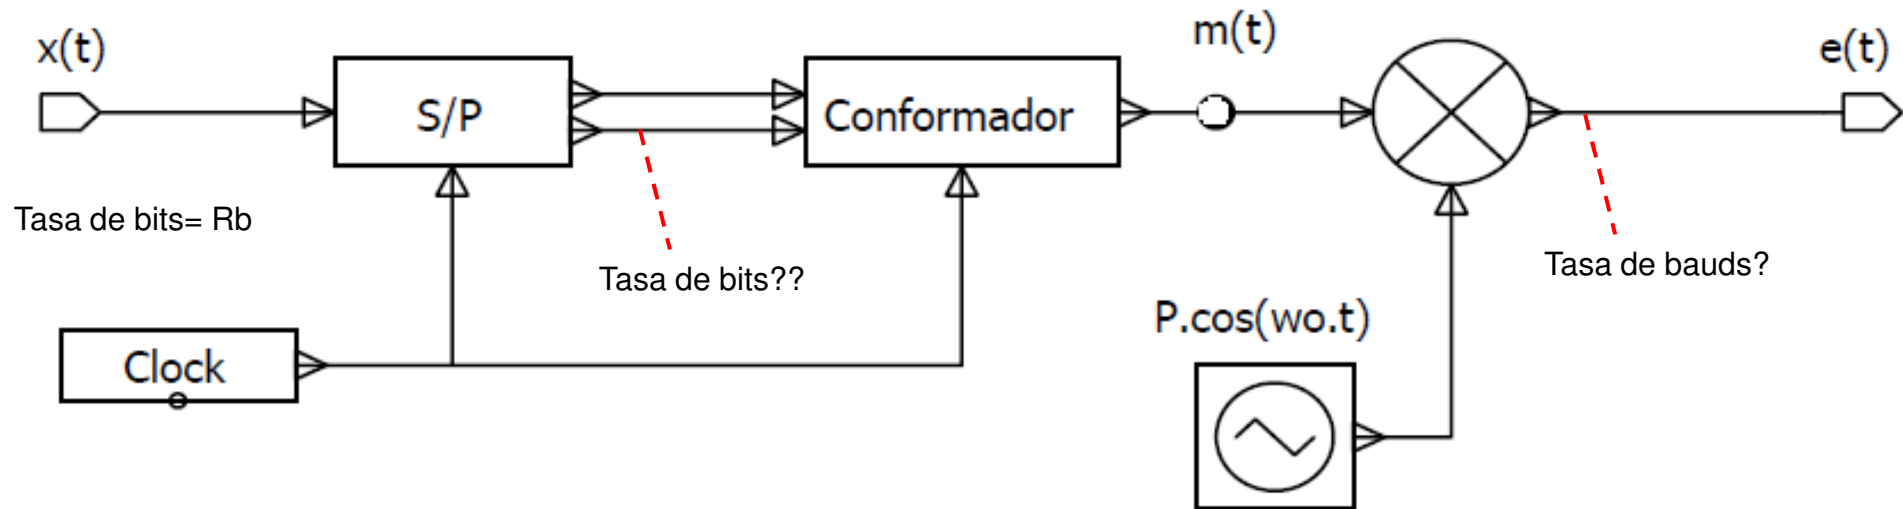 x(t)
S/P
Conformador
m(t)
e(t)
Tasa de bits= Rb
Tasa de bits??
Tasa de bauds?
P.cos(wo.t)
Clock